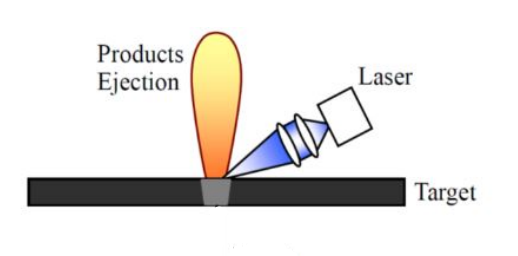 Products
Ejection
Laser
Target